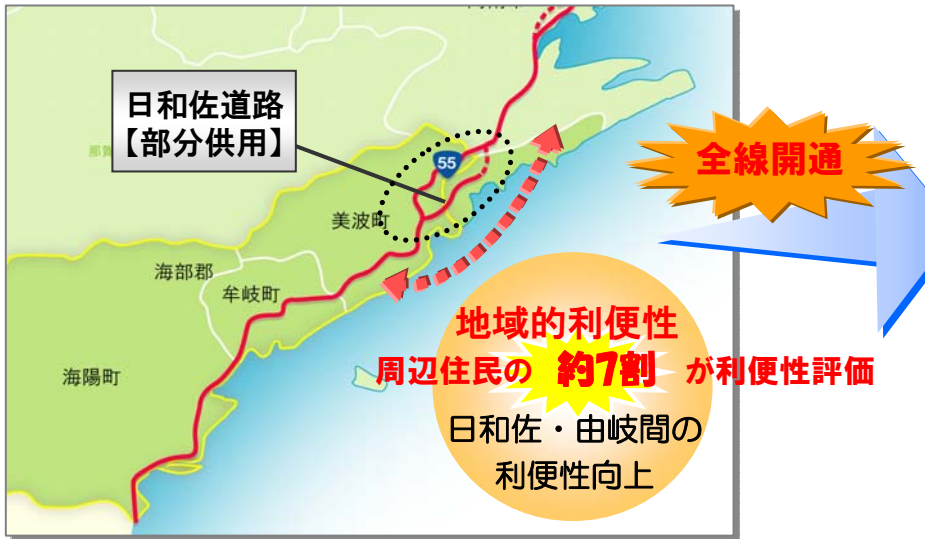 日和佐道路
【部分供用】
55
美波町
海部郡
牟岐町
海陽町
全線開通
地域的利便性
周辺住民の 約7割 が利便性評価
日和佐・由岐間の
利便性向上